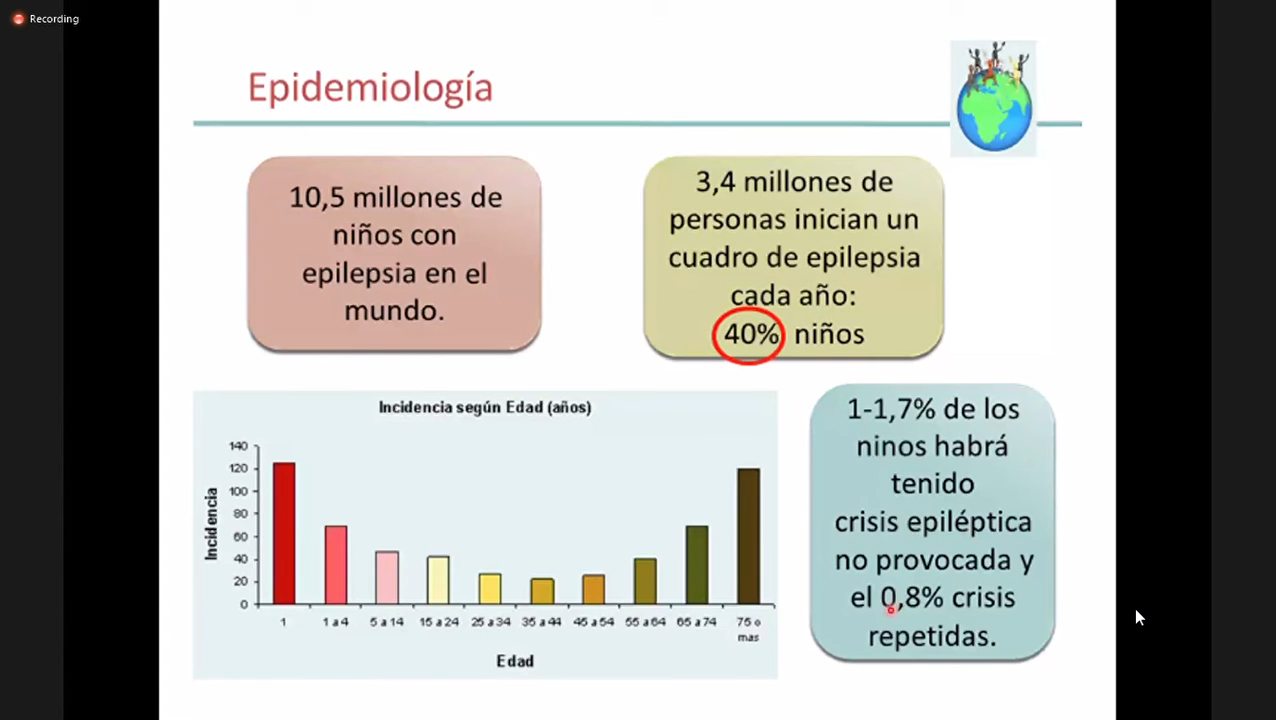 Recording
Epidemiología
10,5 millones de
niños con
epilepsia en el
mundo.
3,4 millones de
personas inician un
cuadro de epilepsia
cada año:
40% niños
Incidencia según Edad (años)
Incidencia
140
120
100
80
60
40
20
0
1
1 a 4
5 a 14
15 a 24
25 a 34
35 a 44
45 a 54
55 a 64
65 a 74
75 o
mas
Edad
1-1,7% de los
ninos habrá
tenido
crisis epiléptica
no provocada y
el 0,8% crisis
repetidas.